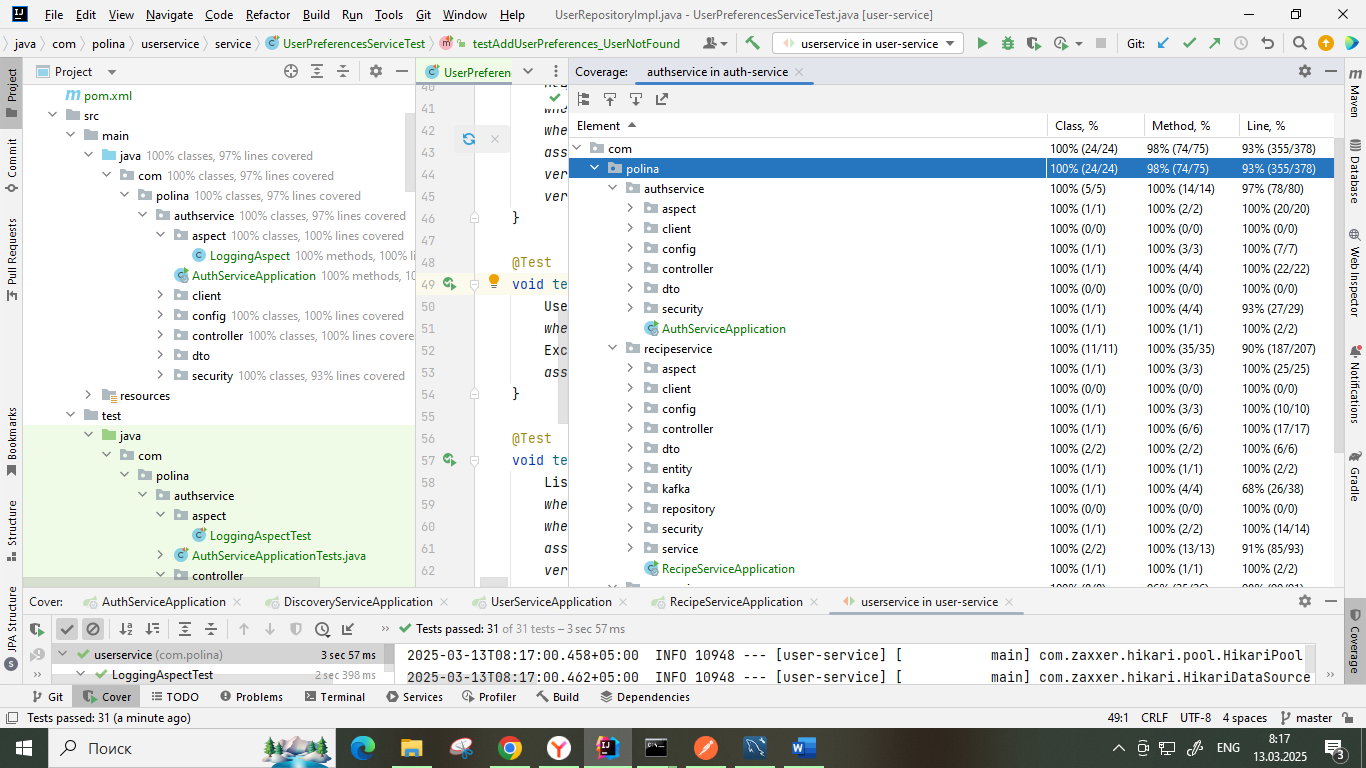 File Edit View Navigate Code Refactor Build Run Tools Git Window Help UserRepositoryImpl.java - UserPreferencesServiceTest.java [user-service]
java com polina userservice service UserPreferencesServiceTest testAddUserPreferences_UserNotFound userservice in user-service Git:
Project
Commit
Pull Requests
Bookmarks
Structure
JPA Structure
Project
pom.xml
src
main
java 100% classes, 97% lines covered
com 100% classes, 97% lines covered
polina 100% classes, 97% lines covered
authservice 100% classes, 97% lines covered
aspect 100% classes, 100% lines covered
LoggingAspect 100% methods, 100% li
AuthServiceApplication 100% methods, 10
client
config 100% classes, 100% lines covered
controller 100% classes, 100% lines covered
dto
security 100% classes, 93% lines covered
resources
test
java
com
polina
authservice
aspect
LoggingAspectTest
AuthServiceApplicationTests.java
controller
UserPreferen
40
41 whe
42 whe
43 ass
44 ver
45 ver
46 }
47
48 @Test
49 void te
50 Use
51 whe
52 Exc
53 ass
54 }
55
56 @Test
57 void te
58 Lis
59 whe
60 whe
61 ass
62 ver
Coverage: authservice in auth-service
Element Class, % Method, % Line, %
com 100% (24/24) 98% (74/75) 93% (355/378)
polina 100% (24/24) 98% (74/75) 93% (355/378)
authservice 100% (5/5) 100% (14/14) 97% (78/80)
aspect 100% (1/1) 100% (2/2) 100% (20/20)
client 100% (0/0) 100% (0/0) 100% (0/0)
config 100% (1/1) 100% (3/3) 100% (7/7)
controller 100% (1/1) 100% (4/4) 100% (22/22)
dto 100% (0/0) 100% (0/0) 100% (0/0)
security 100% (1/1) 100% (4/4) 93% (27/29)
AuthServiceApplication 100% (1/1) 100% (1/1) 100% (2/2)
recipeservice 100% (11/11) 100% (35/35) 90% (187/207)
aspect 100% (1/1) 100% (3/3) 100% (25/25)
client 100% (0/0) 100% (0/0) 100% (0/0)
config 100% (1/1) 100% (3/3) 100% (10/10)
controller 100% (1/1) 100% (6/6) 100% (17/17)
dto 100% (2/2) 100% (2/2) 100% (6/6)
entity 100% (1/1) 100% (1/1) 100% (2/2)
kafka 100% (1/1) 100% (4/4) 68% (26/38)
repository 100% (0/0) 100% (0/0) 100% (0/0)
security 100% (1/1) 100% (2/2) 100% (14/14)
service 100% (2/2) 100% (13/13) 91% (85/93)
RecipeServiceApplication 100% (1/1) 100% (1/1) 100% (2/2)
Maven
Database
Web Inspector
Notifications
Gradle
Coverage
Cover: AuthServiceApplication DiscoveryServiceApplication UserServiceApplication RecipeServiceApplication userservice in user-service
Tests passed: 31 of 31 tests – 3 sec 57 ms
userservice (com.polina) 3 sec 57 ms
LoggingAspectTest 2 sec 398 ms
2025-03-13T08:17:00.458+05:00 INFO 10948 --- [user-service] [ main] com.zaxxer.hikari.pool.HikariPool
2025-03-13T08:17:00.462+05:00 INFO 10948 --- [user-service] [ main] com.zaxxer.hikari.HikariDataSource
Git Cover TODO Problems Terminal Services Profiler Build Dependencies
Tests passed: 31 (a minute ago) 49:1 CRLF UTF-8 4 spaces master
Поиск ENG 8:17
13.03.2025 3